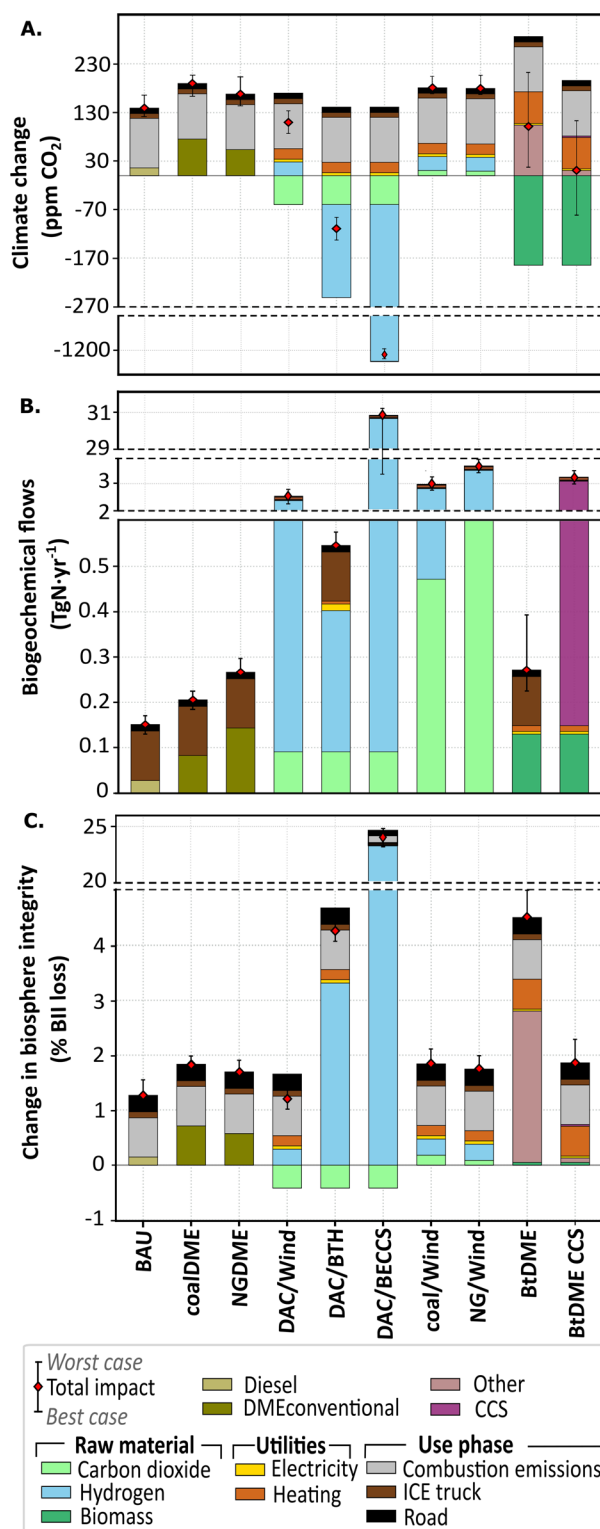 A.
Climate change
(ppm CO₂)
230
130
30
-70
-170
-270
-1200
B.
Biogeochemical flows
(TgN·yr⁻¹)
31
29
3
2
2
0.5
0.4
0.3
0.2
0.1
0
C.
Change in biosphere integrity
(% BII loss)
25
20
4
3
2
1
0
-1
BAU
coalDME
NGDME
DAC/Wind
DAC/BTH
DAC/BECCS
coal/Wind
NG/Wind
BtDME
BtDME CCS
Worst case
Total impact
Best case
Diesel
DMEconventional
Other
CCS
Raw material
Carbon dioxide
Hydrogen
Biomass
Utilities
Electricity
Heating
Use phase
Combustion emissions
ICE truck
Road